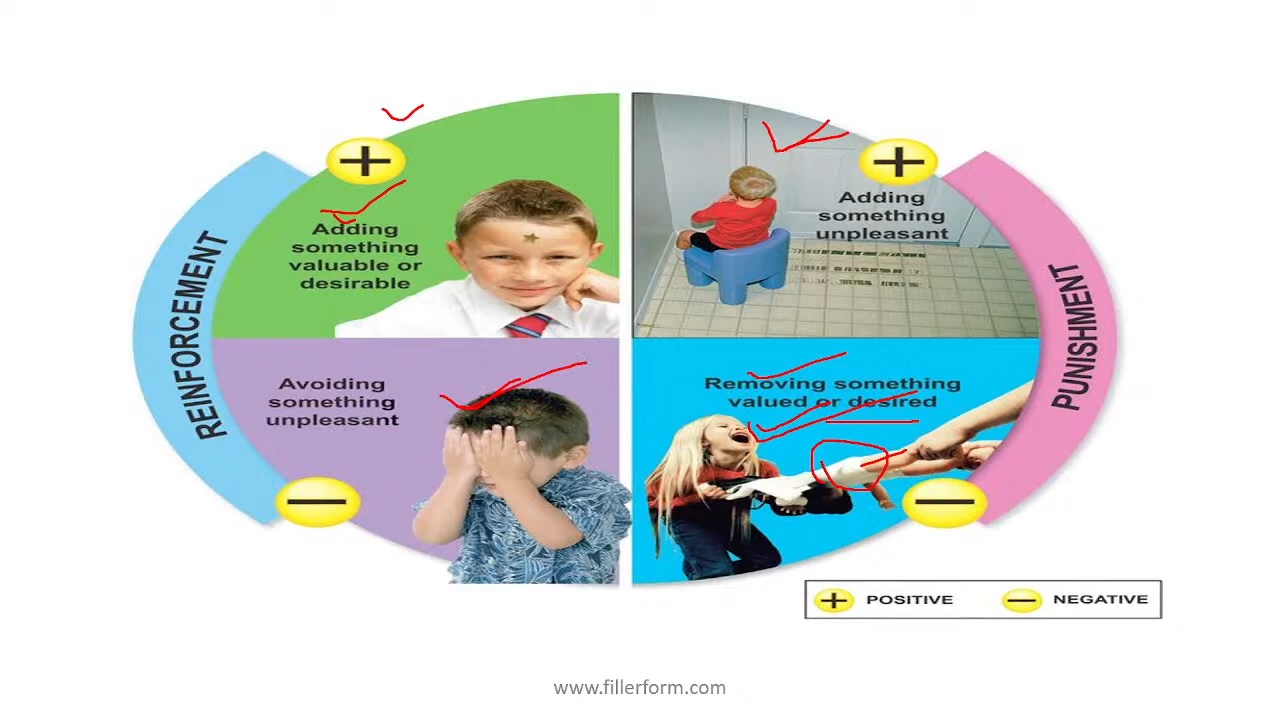 REINFORCEMENT
+
Adding
something
valuable or
desirable
+
Adding
something
unpleasant
PUNISHMENT
Avoiding
something
unpleasant
−
Removing something
valued or desired
−
+ POSITIVE − NEGATIVE
www.fillerform.com